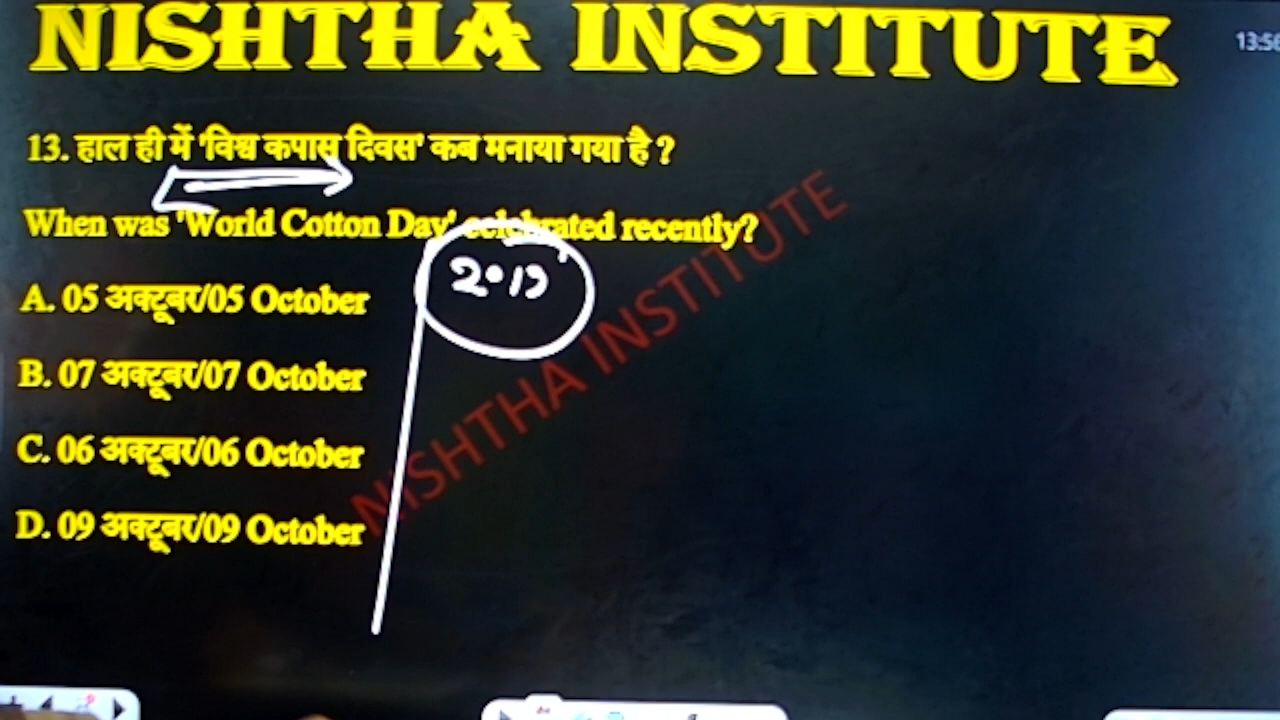 NISHTHA INSTITUTE
13:56
13. हाल ही में 'विश्व कपास दिवस' कब मनाया गया है ?
When was 'World Cotton Day' celebrated recently?
A. 05 अक्टूबर/05 October
B. 07 अक्टूबर/07 October
C. 06 अक्टूबर/06 October
D. 09 अक्टूबर/09 October
NISHTHA INSTITUTE